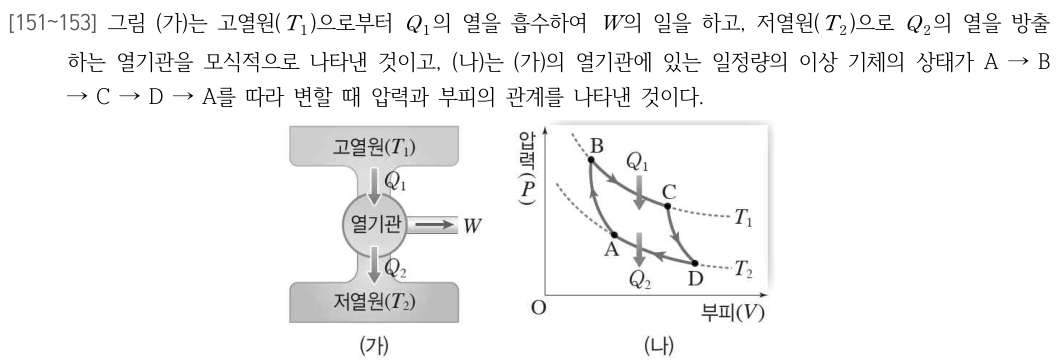 [151~153] 그림 (가)는 고열원(T₁)으로부터 Q₁의 열을 흡수하여 W의 일을 하고, 저열원(T₂)으로 Q₂의 열을 방출
하는 열기관을 모식적으로 나타낸 것이고, (나)는 (가)의 열기관에 있는 일정량의 이상 기체의 상태가 A → B
→ C → D → A를 따라 변할 때 압력과 부피의 관계를 나타낸 것이다.
고열원(T₁)
Q₁
열기관
W
Q₂
저열원(T₂)
(가)
압력(P)
B
Q₁
C
T₁
A
Q₂
D
T₂
O
부피(V)
(나)